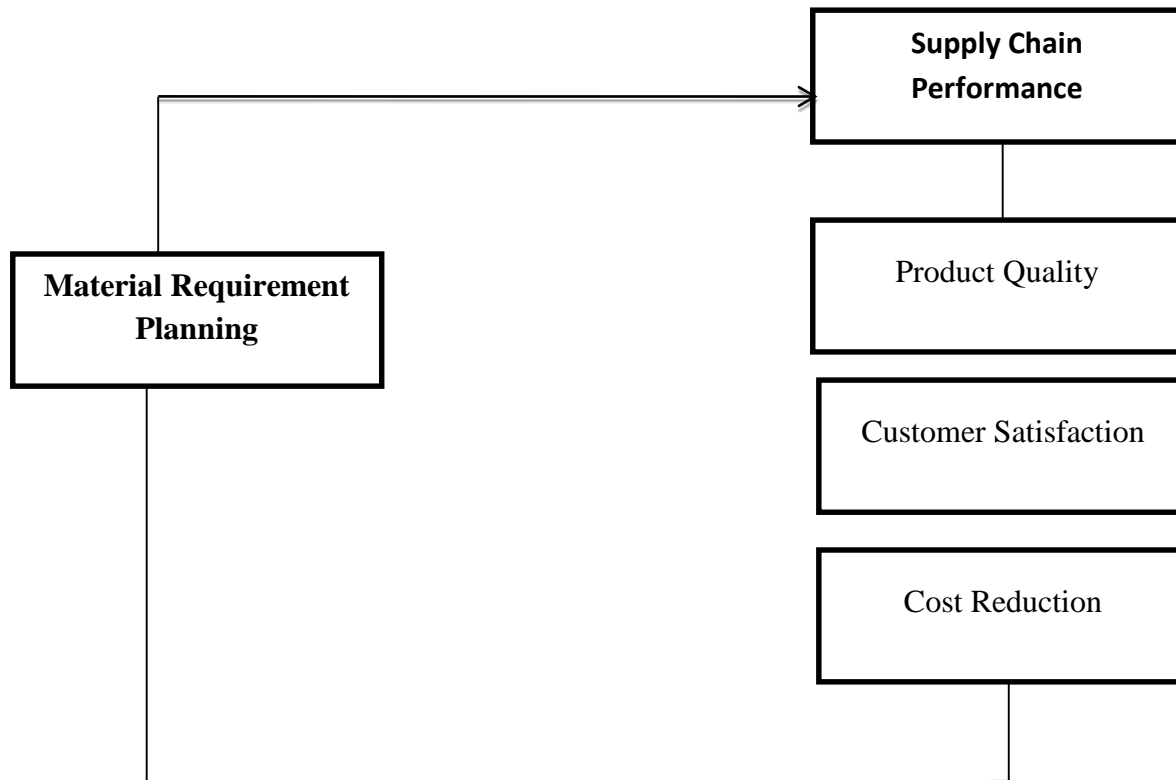 Supply Chain
Performance
Material Requirement
Planning
Product Quality
Customer Satisfaction
Cost Reduction